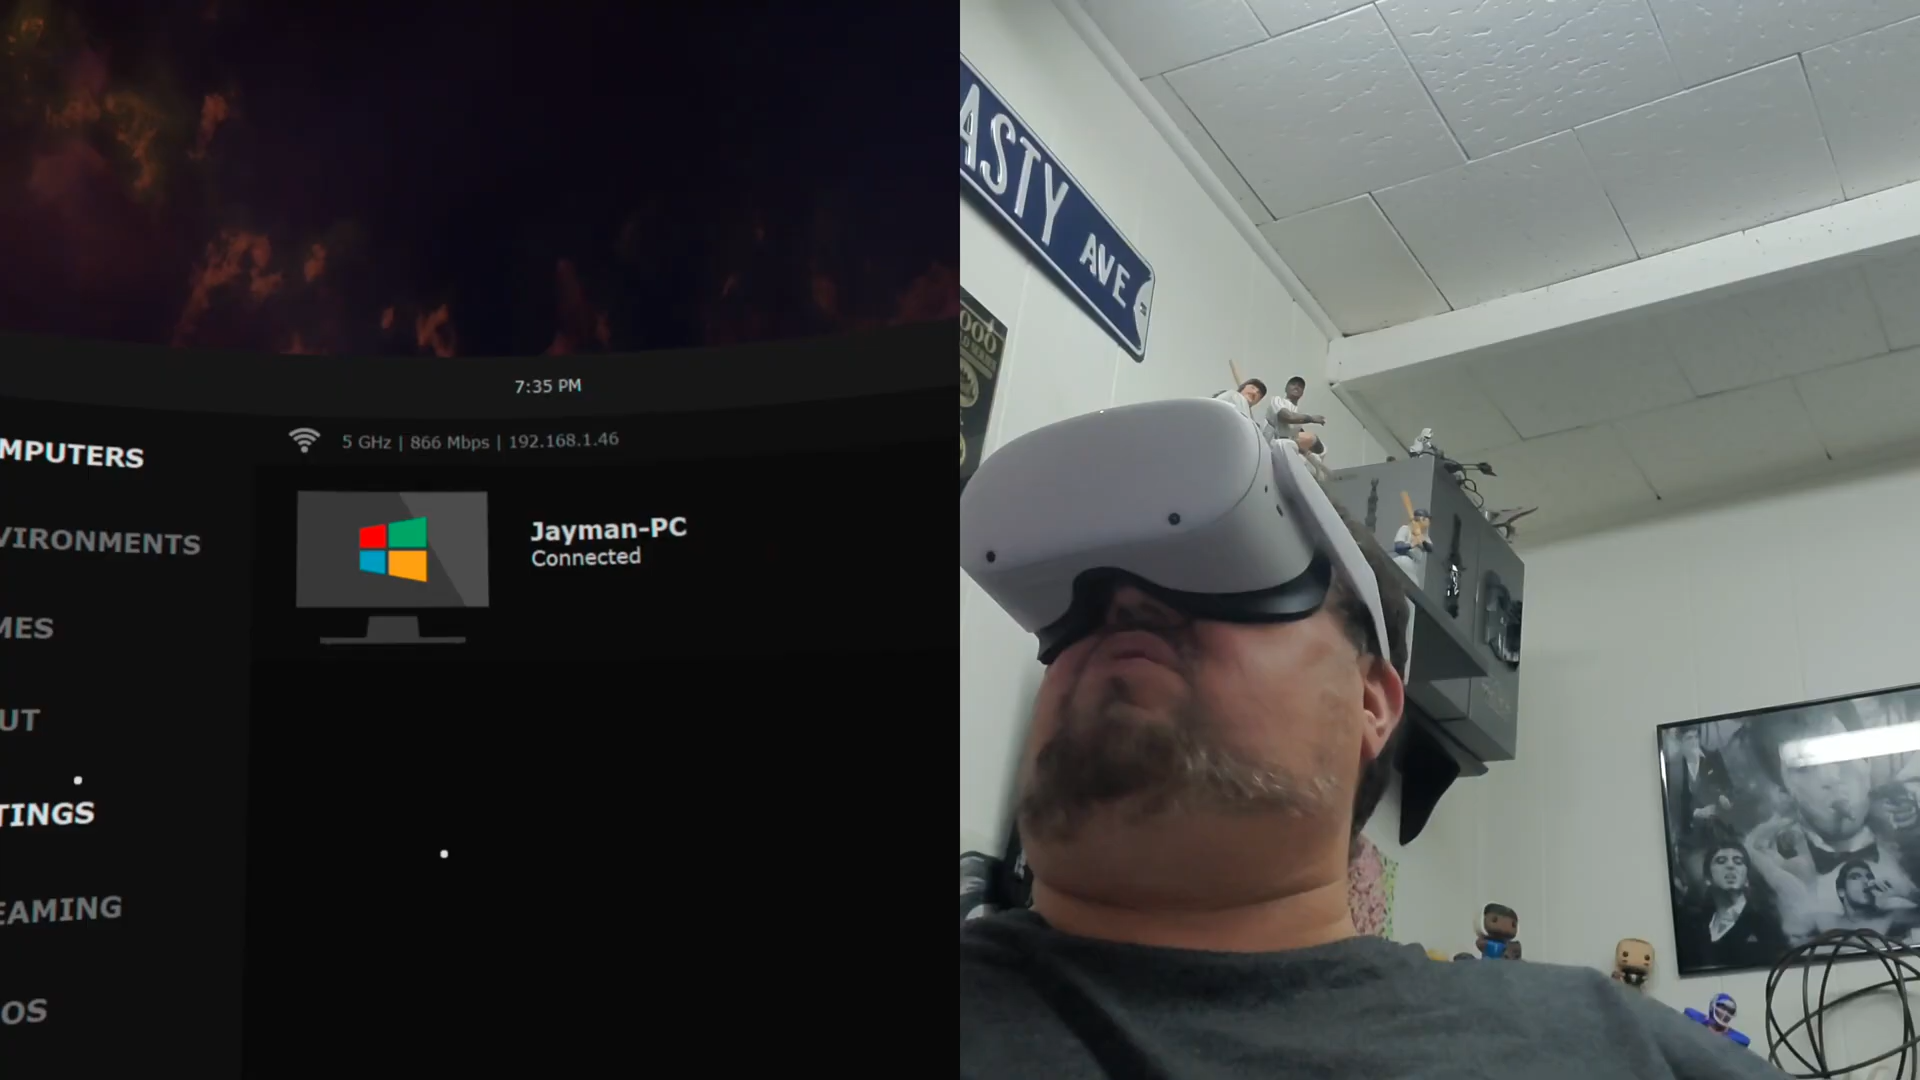 7:35 PM
5 GHz | 866 Mbps | 192.168.1.46
MPUTERS
VIRONMENTS
MES
UT
TINGS
EAMING
OS
Jayman-PC
Connected
ASTY AVE
000